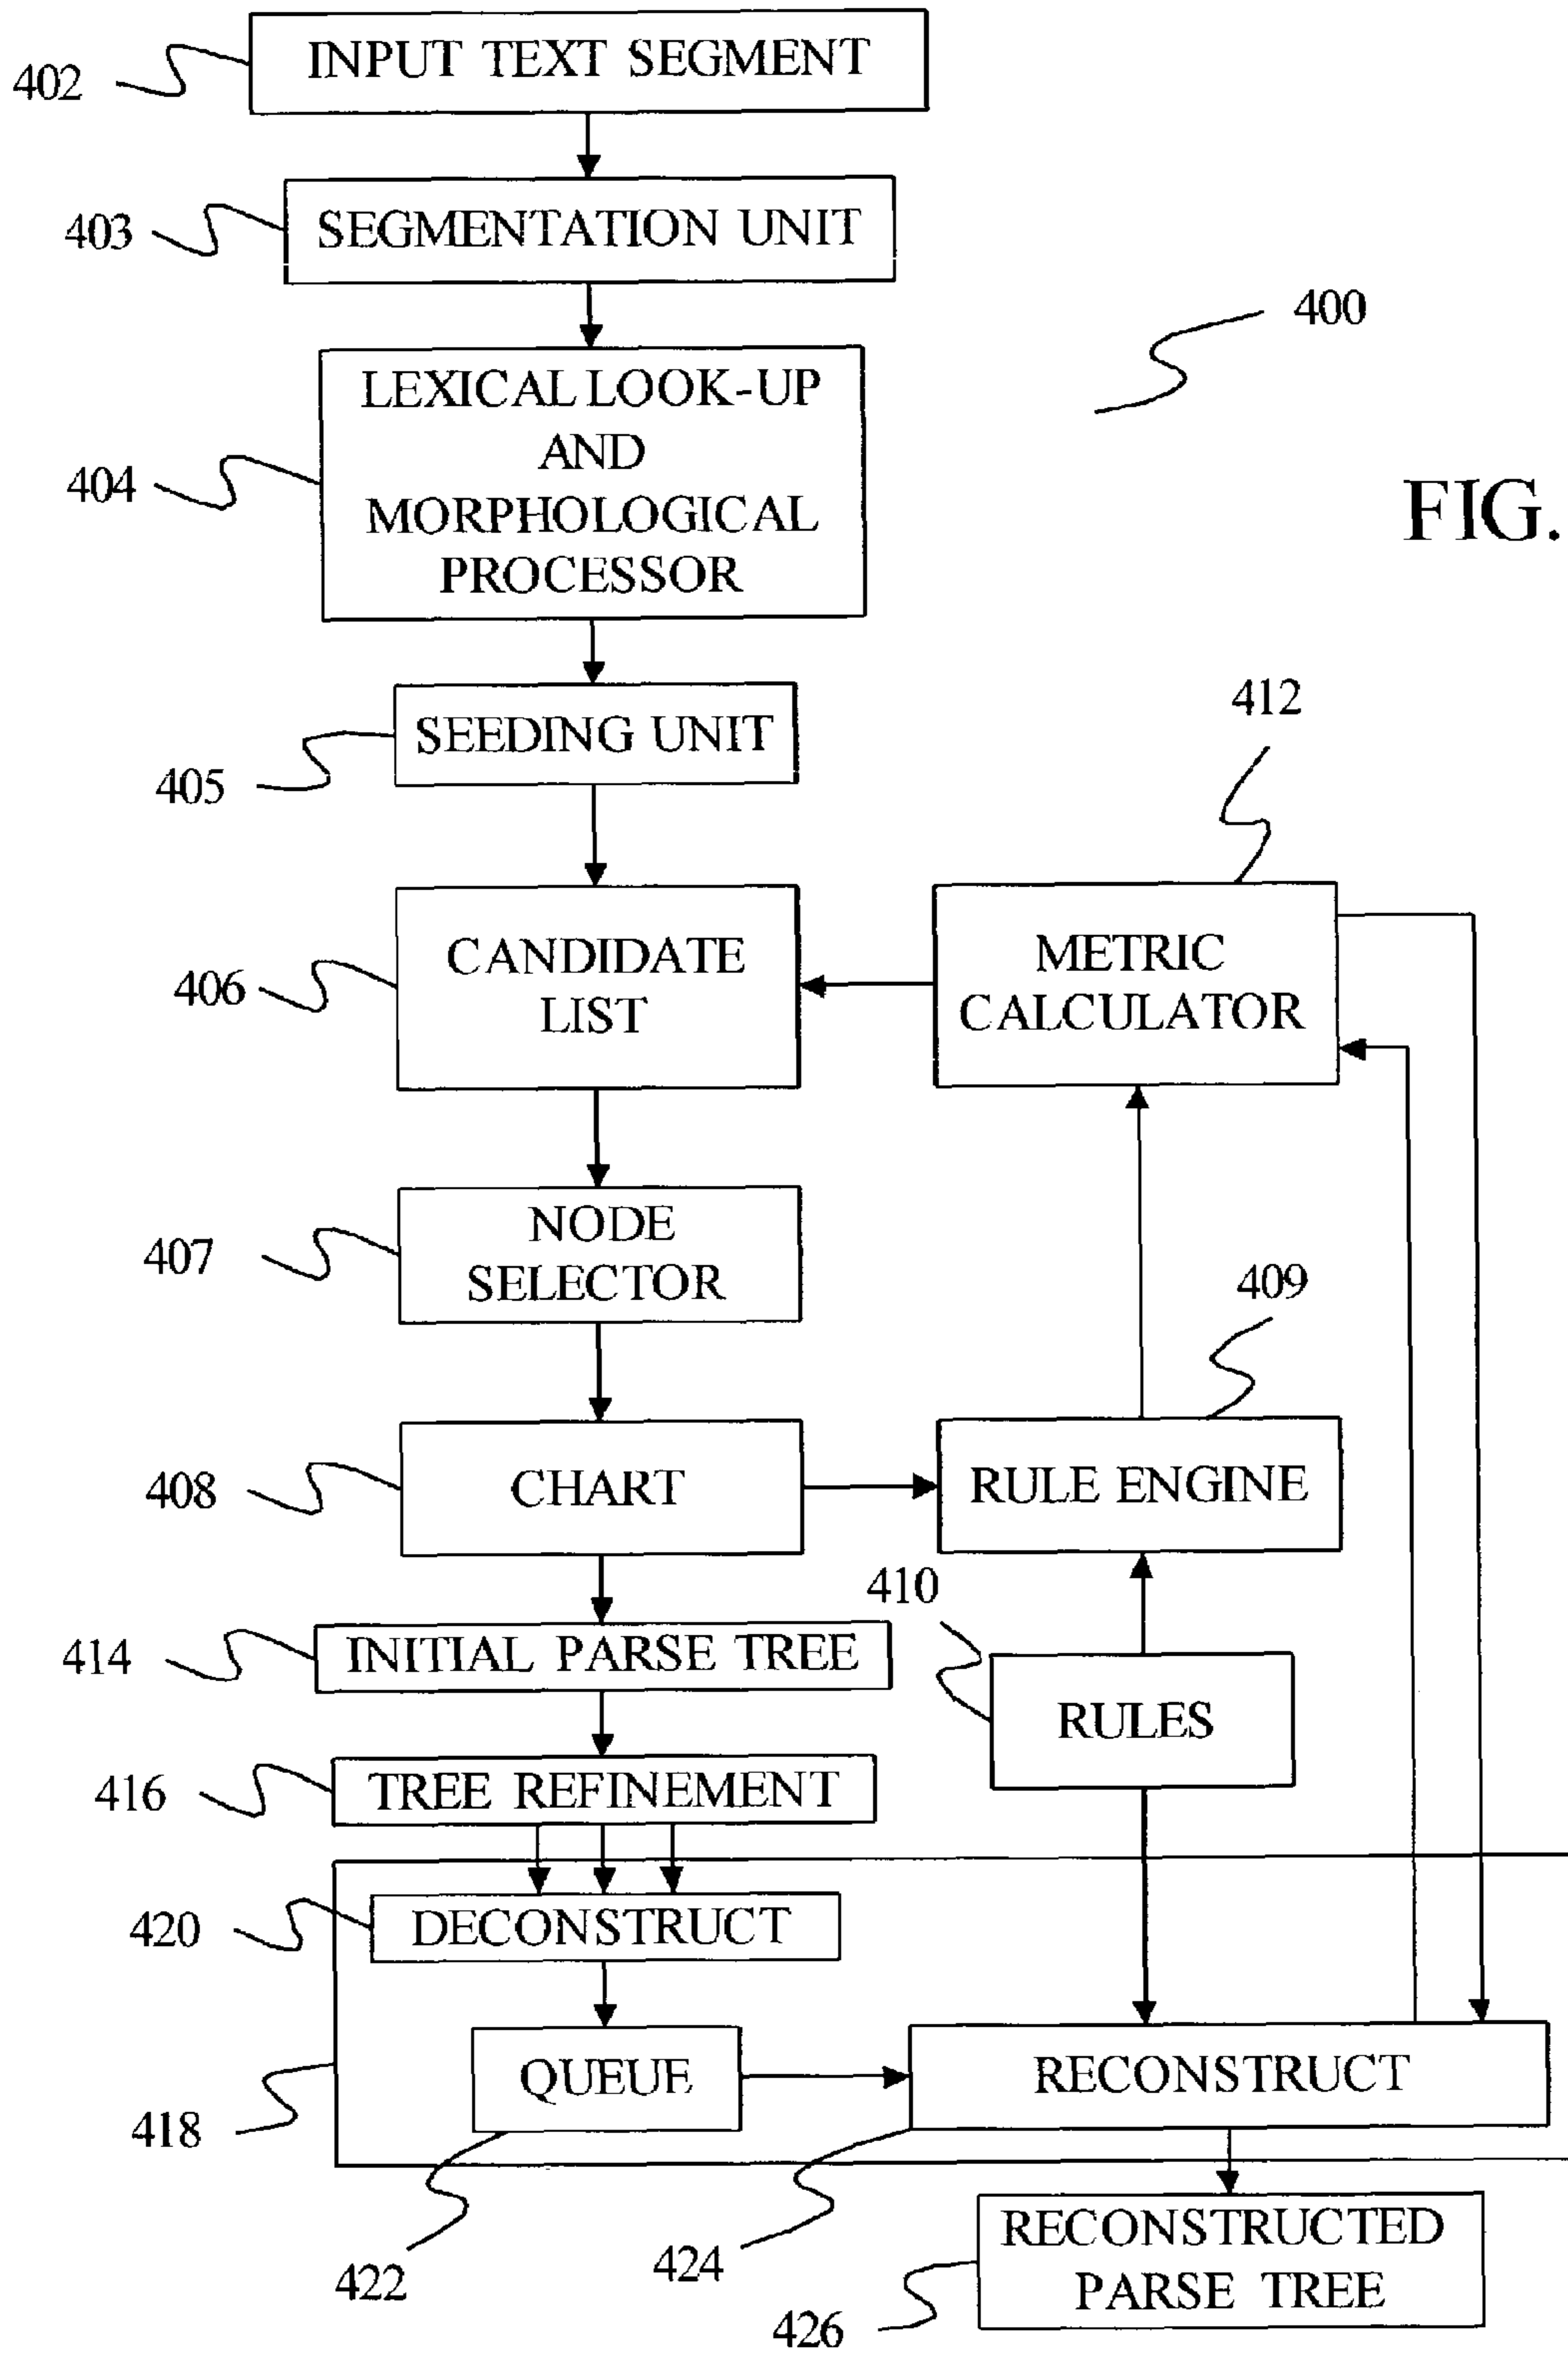 INPUT TEXT SEGMENT
402
SEGMENTATION UNIT
403
400
LEXICAL LOOK-UP
AND
MORPHOLOGICAL
PROCESSOR
404
FIG.
412
SEEDING UNIT
405
CANDIDATE
LIST
406
METRIC
CALCULATOR
NODE
SELECTOR
407
409
CHART
408
RULE ENGINE
410
INITIAL PARSE TREE
414
RULES
TREE REFINEMENT
416
DECONSTRUCT
420
QUEUE
RECONSTRUCT
418
422
424
RECONSTRUCTED
PARSE TREE
426